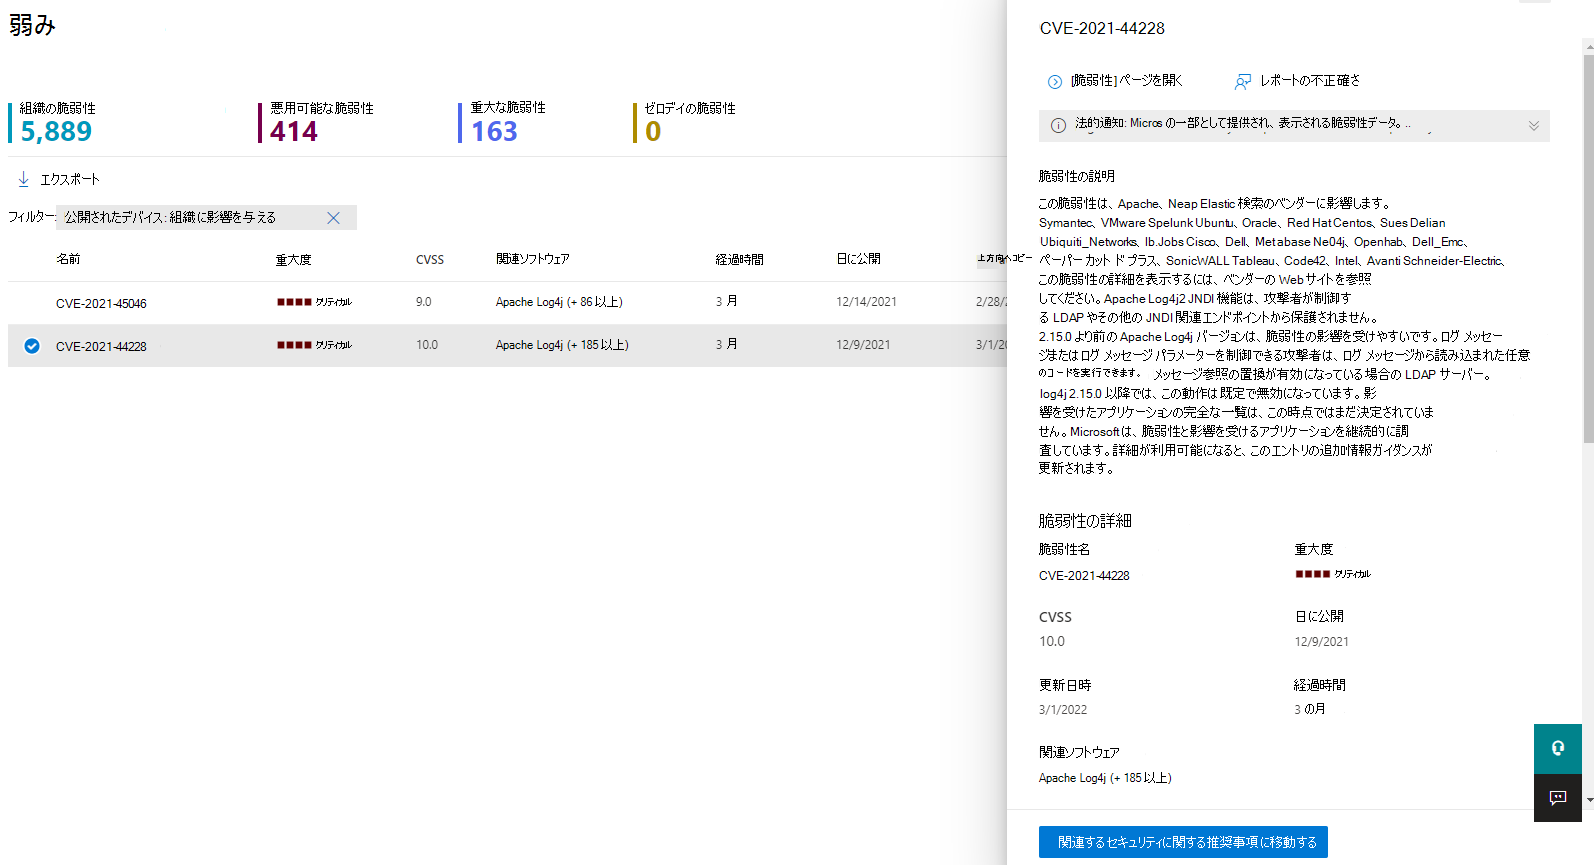 弱み
組織の脆弱性
5,889
悪用可能な脆弱性
414
重大な脆弱性
163
ゼロデイの脆弱性
0
エクスポート
フィルター: 公開されたデバイス: 組織に影響を与える
名前 重大度 CVSS 関連ソフトウェア 経過時間 日に公開 上方向へコピー
CVE-2021-45046 クリティカル 9.0 Apache Log4j (+ 86 以上) 3 月 12/14/2021 2/28/2
CVE-2021-44228 クリティカル 10.0 Apache Log4j (+ 185 以上) 3 月 12/9/2021 3/1/20
CVE-2021-44228
[脆弱性] ページを開く
レポートの不正確さ
法的通知: Micros の一部として提供され、表示される脆弱性データ。..
脆弱性の説明
この脆弱性は、Apache、Neap Elastic 検索のベンダーに影響します。
Symantec、VMware Spelunk Ubuntu、Oracle、Red Hat Centos、Sues Delian
Ubiquiti_Networks、Ib.Jobs Cisco、Dell、Metabase Ne04j、Openhab、Dell_Emc、
ペーパー カット ド プラス、SonicWALL Tableau、Code42、Intel、Avanti Schneider-Electric、
この脆弱性の詳細を表示するには、ベンダーの Web サイトを参照
してください。Apache Log4j2 JNDI 機能は、攻撃者が制御す
る LDAP やその他の JNDI 関連エンドポイントから保護されません。
2.15.0 より前の Apache Log4j バージョンは、脆弱性の影響を受けやすいです。ログ メッセー
ジまたはログ メッセージ パラメーターを制御できる攻撃者は、ログ メッセージから読み込まれた任意
のコードを実行できます。 メッセージ参照の置換が有効になっている場合の LDAP サーバー。
log4j 2.15.0 以降では、この動作は既定で無効になっています。影
響を受けたアプリケーションの完全な一覧は、この時点ではまだ決定されていま
せん。Microsoftは、脆弱性と影響を受けるアプリケーションを継続的に調
査しています。詳細が利用可能になると、このエントリの追加情報ガイダンスが
更新されます。
脆弱性の詳細
脆弱性名
CVE-2021-44228
重大度
クリティカル
CVSS
10.0
日に公開
12/9/2021
更新日時
3/1/2022
経過時間
3 の月
関連ソフトウェア
Apache Log4j (+ 185 以上)
関連するセキュリティに関する推奨事項に移動する